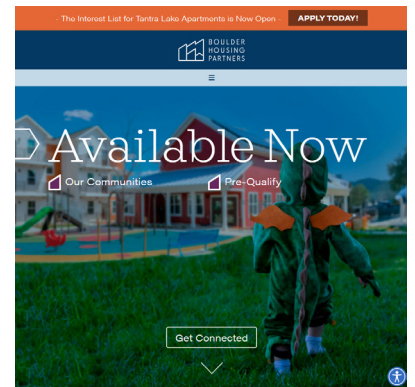 - The Interest List for Tantra Lake Apartments is Now Open -
APPLY TODAY!
BOULDER
HOUSING
PARTNERS
Available Now
Our Communities
Pre-Qualify
Get Connected